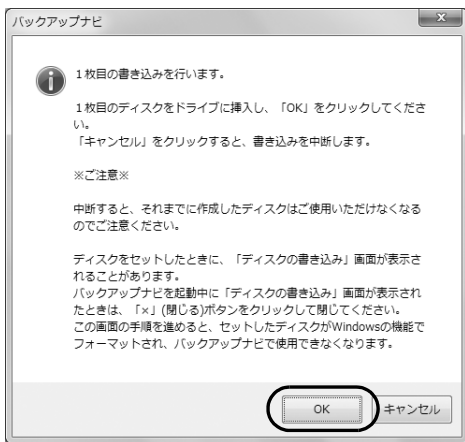 バックアップナビ
x
i
1枚目の書き込みを行います。
1枚目のディスクをドライブに挿入し、「OK」をクリックしてくださ
い。
「キャンセル」をクリックすると、書き込みを中断します。
※ご注意※
中断すると、それまでに作成したディスクはご使用いただけなくなる
のでご注意ください。
ディスクをセットしたときに、「ディスクの書き込み」画面が表示さ
れることがあります。
バックアップナビを起動中に「ディスクの書き込み」画面が表示され
たときは、「×」(閉じる)ボタンをクリックして閉じてください。
この画面の手順を進めると、セットしたディスクがWindowsの機能で
フォーマットされ、バックアップナビで使用できなくなります。
OK
キャンセル